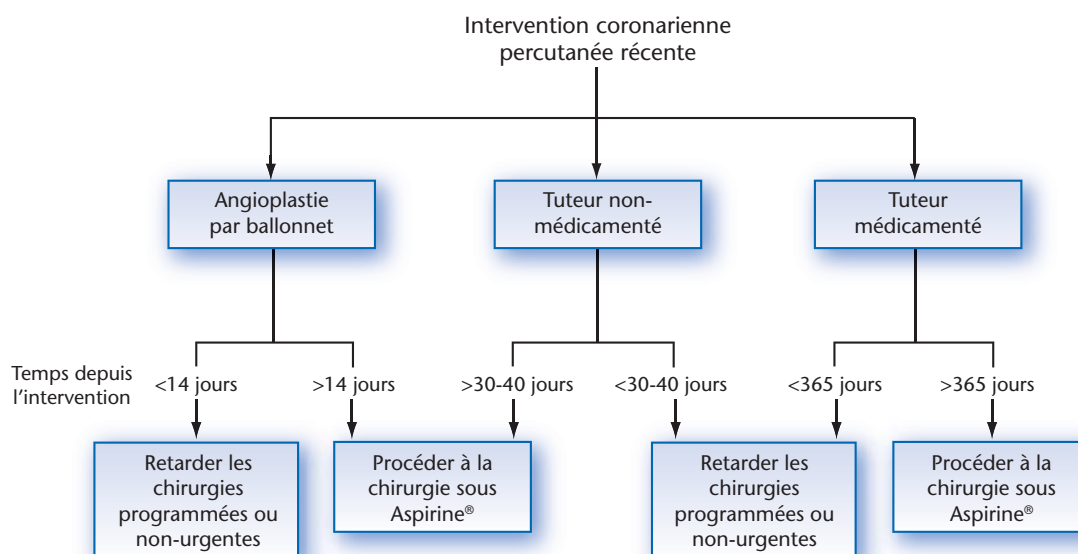 Intervention coronarienne
percutanée récente
Angioplastie
par ballonnet
Tuteur non-
médicamenté
Tuteur
médicamenté
Temps depuis
l'intervention
<14 jours
>14 jours
>30-40 jours
<30-40 jours
<365 jours
>365 jours
Retarder les
chirurgies
programmées ou
non-urgentes
Procéder à la
chirurgie sous
Aspirine®
Retarder les
chirurgies
programmées ou
non-urgentes
Procéder à la
chirurgie sous
Aspirine®